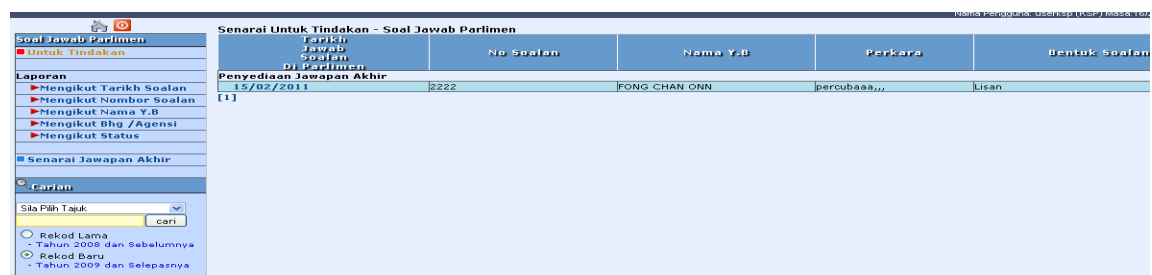 Nama Pengguna: userksp (KSP) Masa:16/
Soal Jawab Parlimen
Untuk Tindakan
Laporan
Mengikut Tarikh Soalan
Mengikut Nombor Soalan
Mengikut Nama Y.B
Mengikut Bhg /Agensi
Mengikut Status
Senarai Jawapan Akhir
Carian
Sila Pilih Tajuk
cari
Rekod Lama
- Tahun 2008 dan Sebelumnya
Rekod Baru
- Tahun 2009 dan Selepasnya
Senarai Untuk Tindakan - Soal Jawab Parlimen
Tarikh
Jawab
Soalan
Di Parlimen
No Soalan
Nama Y.B
Perkara
Bentuk Soalan
Penyediaan Jawapan Akhir
15/02/2011 2222 FONG CHAN ONN percubaaa,,, Lisan
[1]